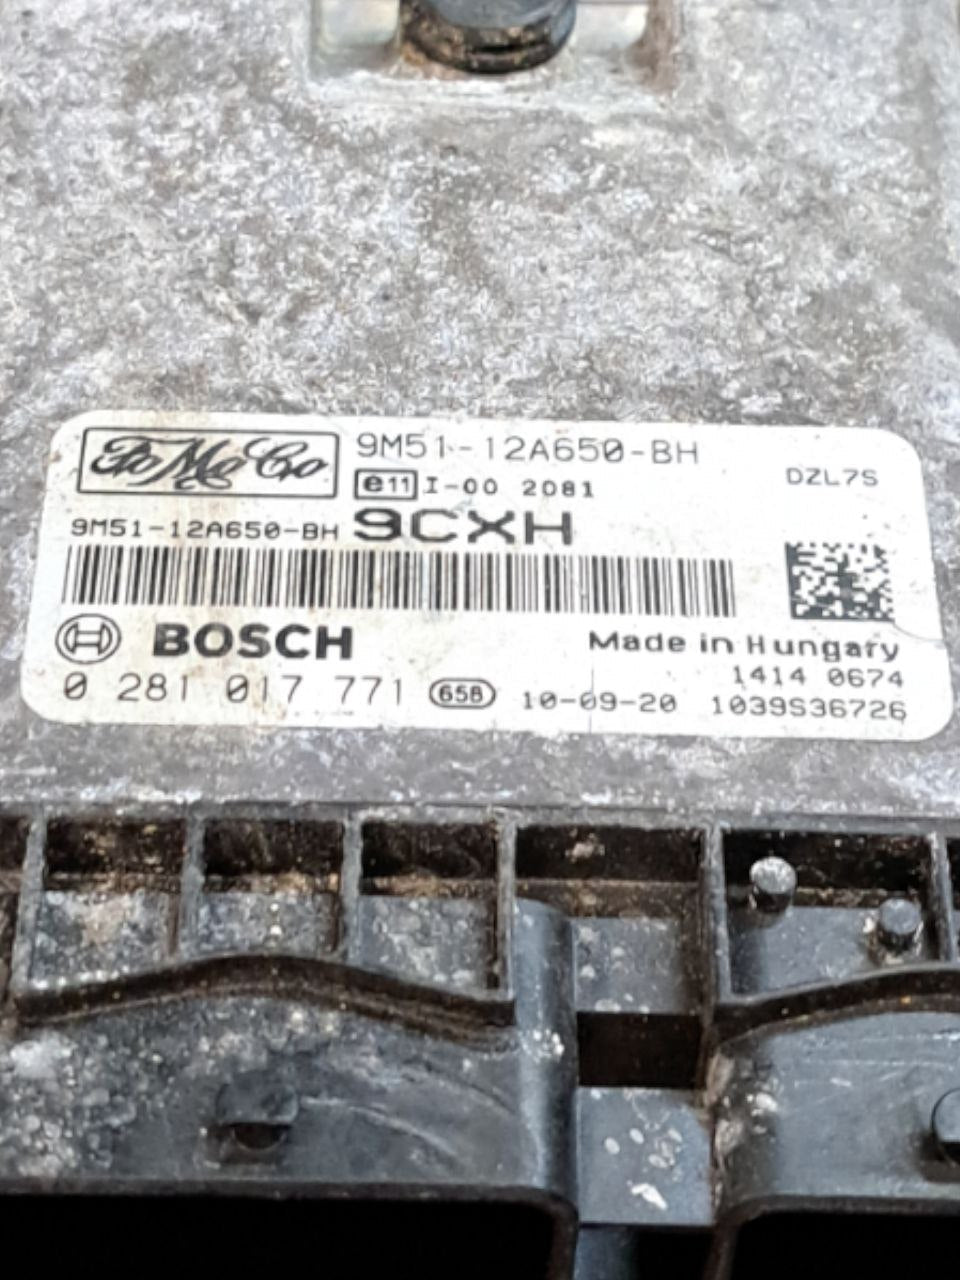 FoMoCo
9M51-12A650-BH
e11 I-00 2081
DZL7S
9M51-12A650-BH 9CXH
BOSCH
Made in Hungary
1414 0674
0 281 017 771 65B 10-09-20 1039S36726